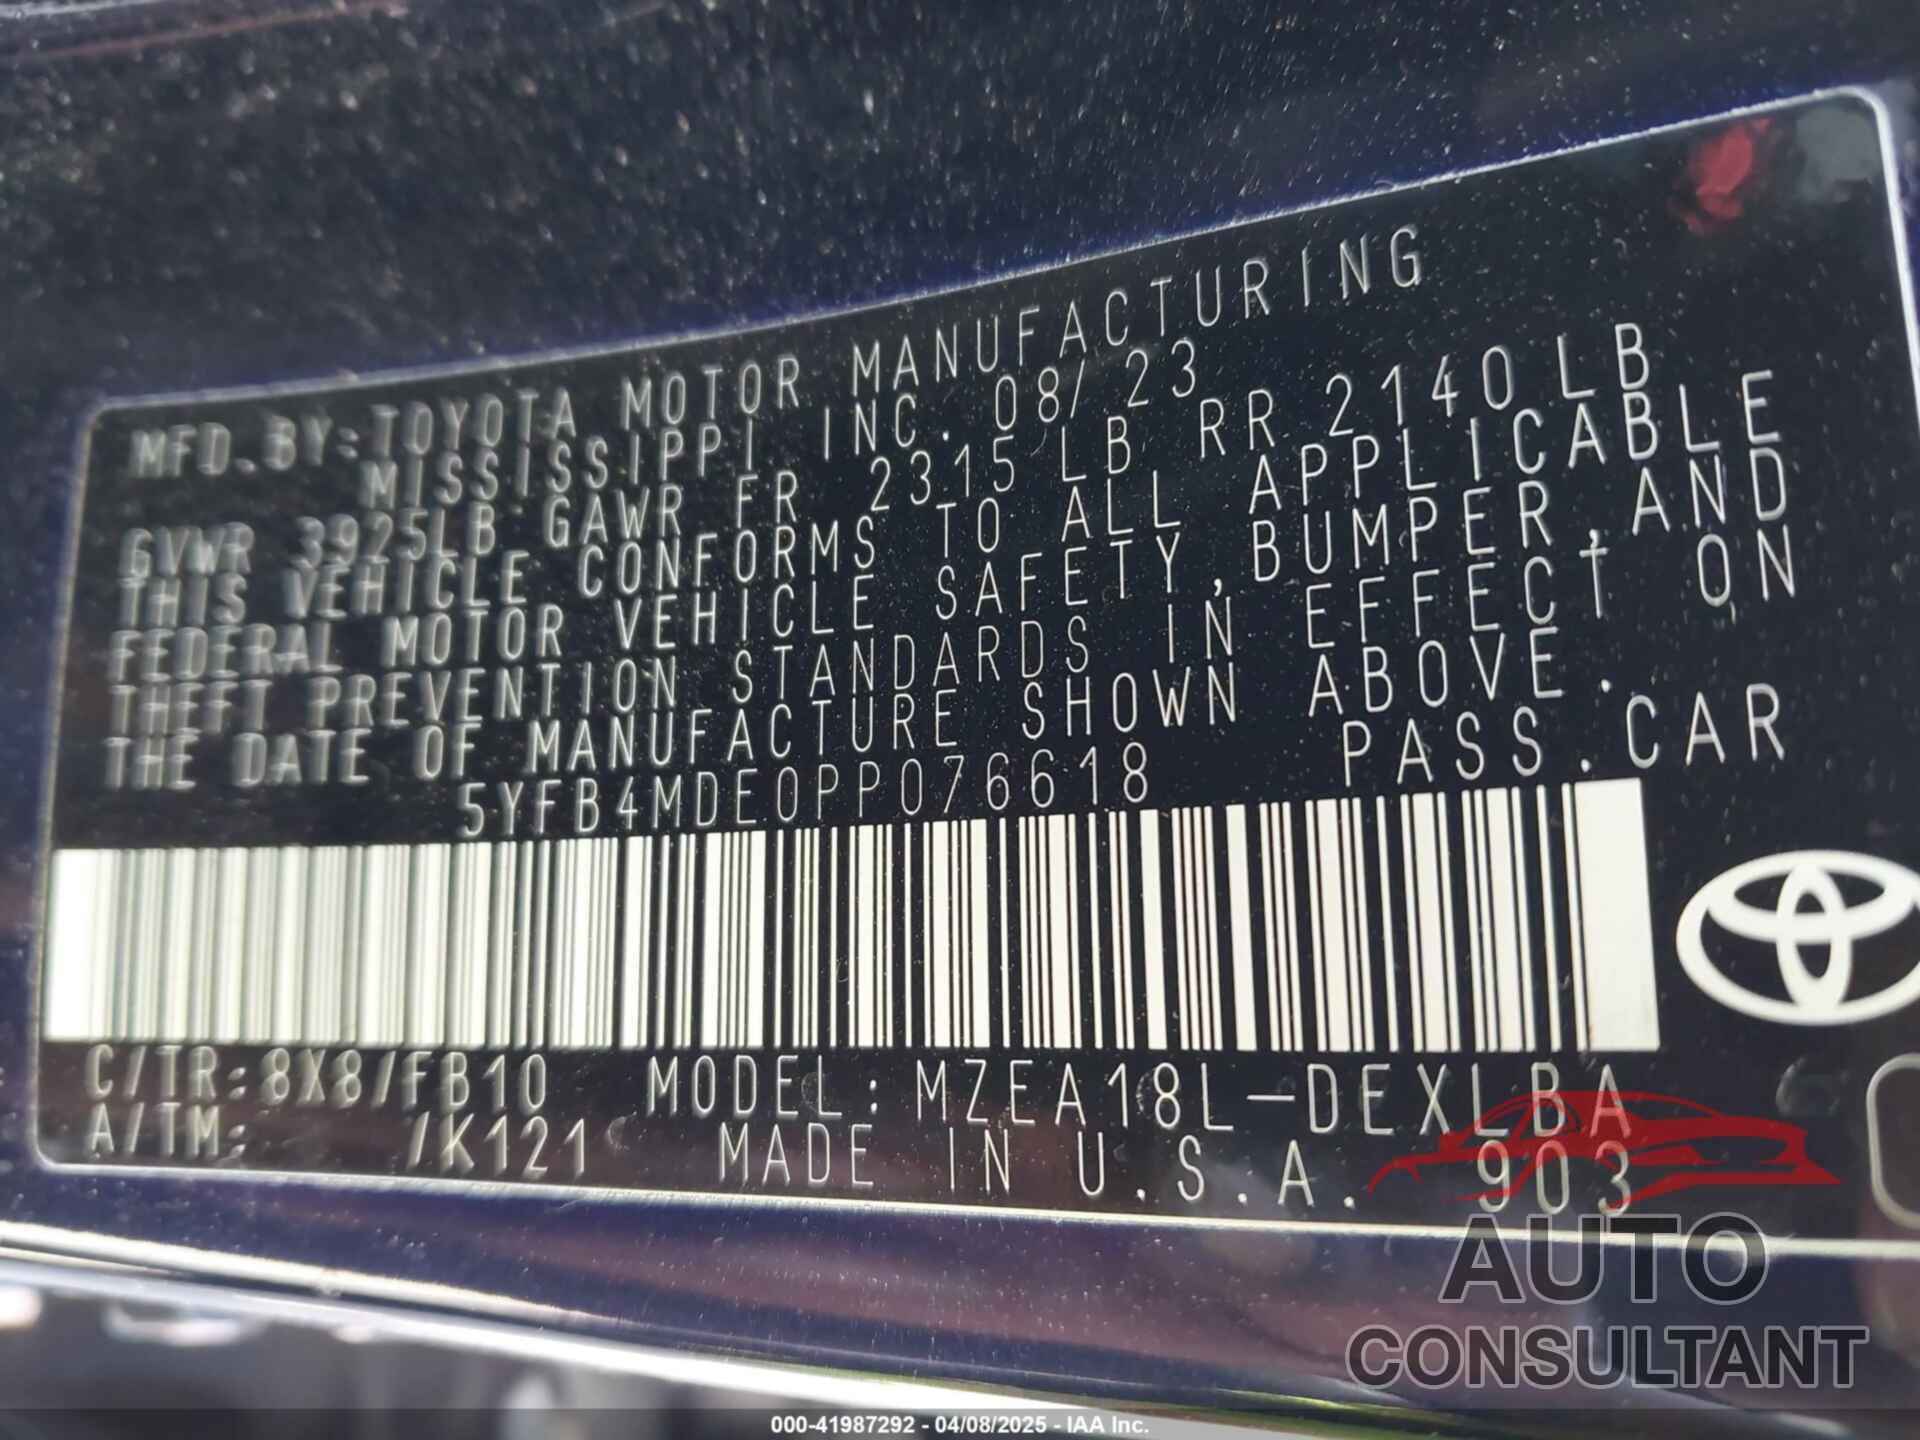 MFD.BY:TOYOTA MOTOR MANUFACTURING
MISSISSIPPI INC. 08/23
GVWR 3925LB GAWR FR 2315 LB RR 2140LB
THIS VEHICLE CONFORMS TO ALL APPLICABLE
FEDERAL MOTOR VEHICLE SAFETY,BUMPER,AND
THEFT PREVENTION STANDARDS IN EFFECT ON
THE DATE OF MANUFACTURE SHOWN ABOVE.
5YFB4MDE0PP076618 PASS.CAR
C/TR:8X8/FB10 MODEL:MZEA18L-DEXLBA
A/TM: /K121 MADE IN U.S.A. 903
AUTO
CONSULTANT
000-41987292 - 04/08/2025 - IAA Inc.